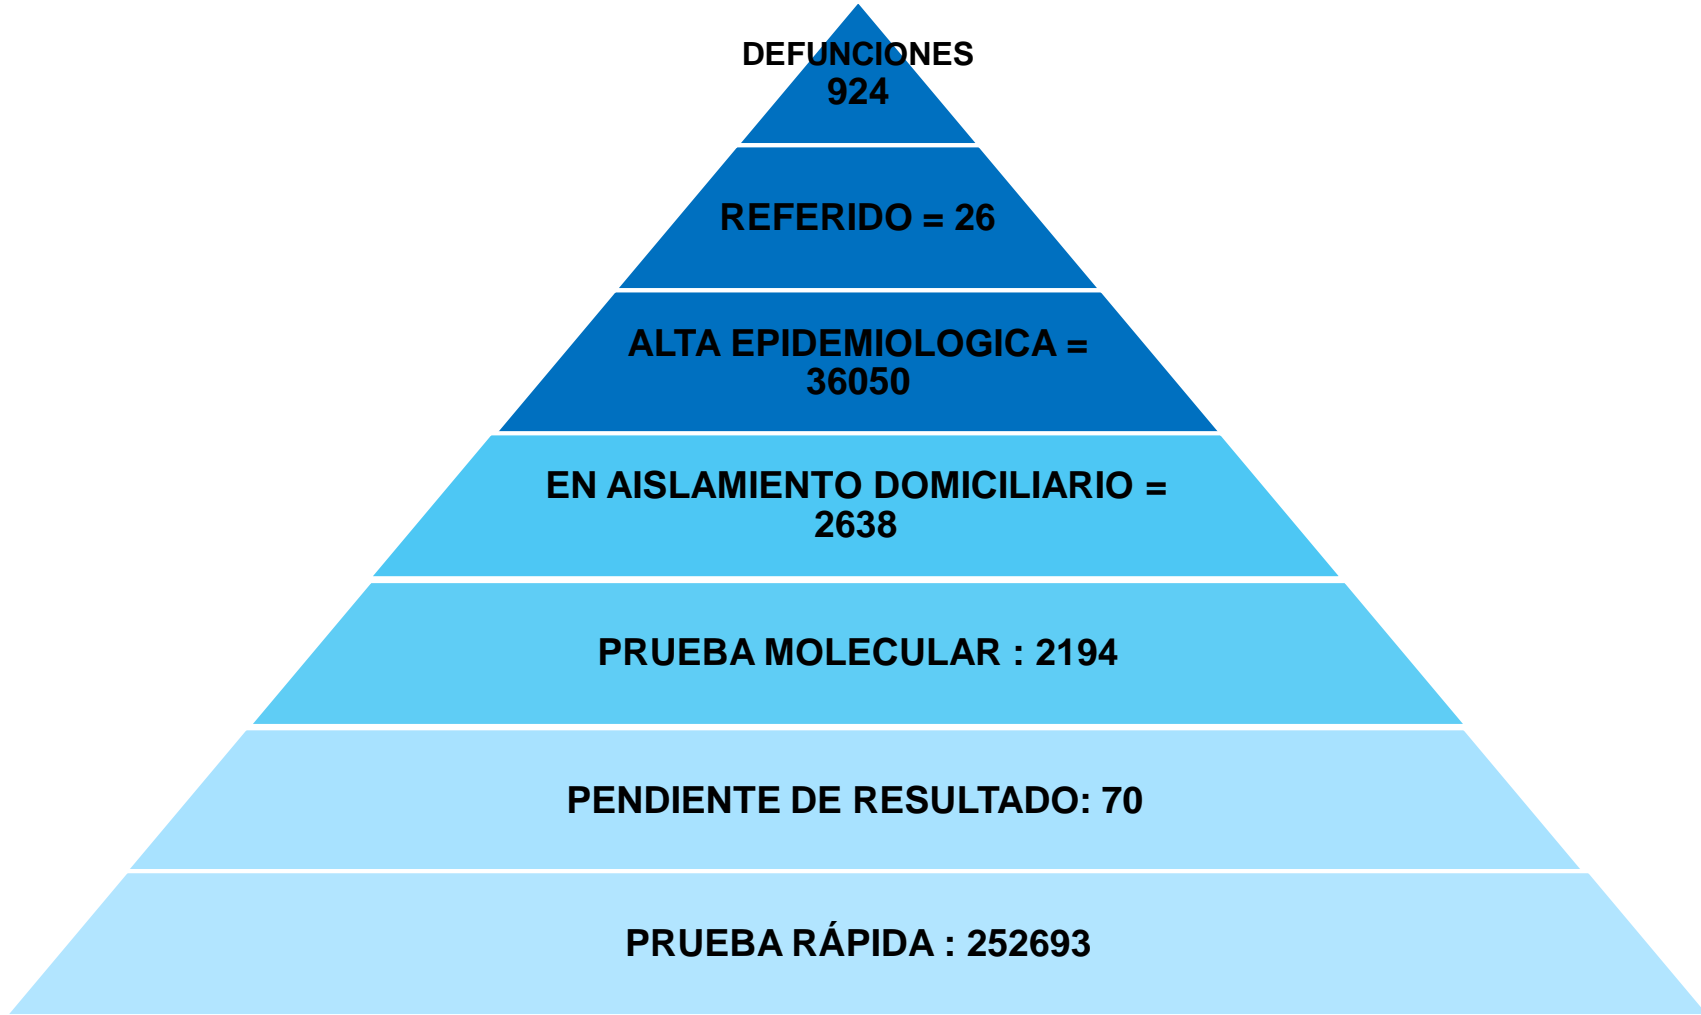 DEFUNCIONES
924
REFERIDO = 26
ALTA EPIDEMIOLOGICA =
36050
EN AISLAMIENTO DOMICILIARIO =
2638
PRUEBA MOLECULAR : 2194
PENDIENTE DE RESULTADO: 70
PRUEBA RÁPIDA : 252693